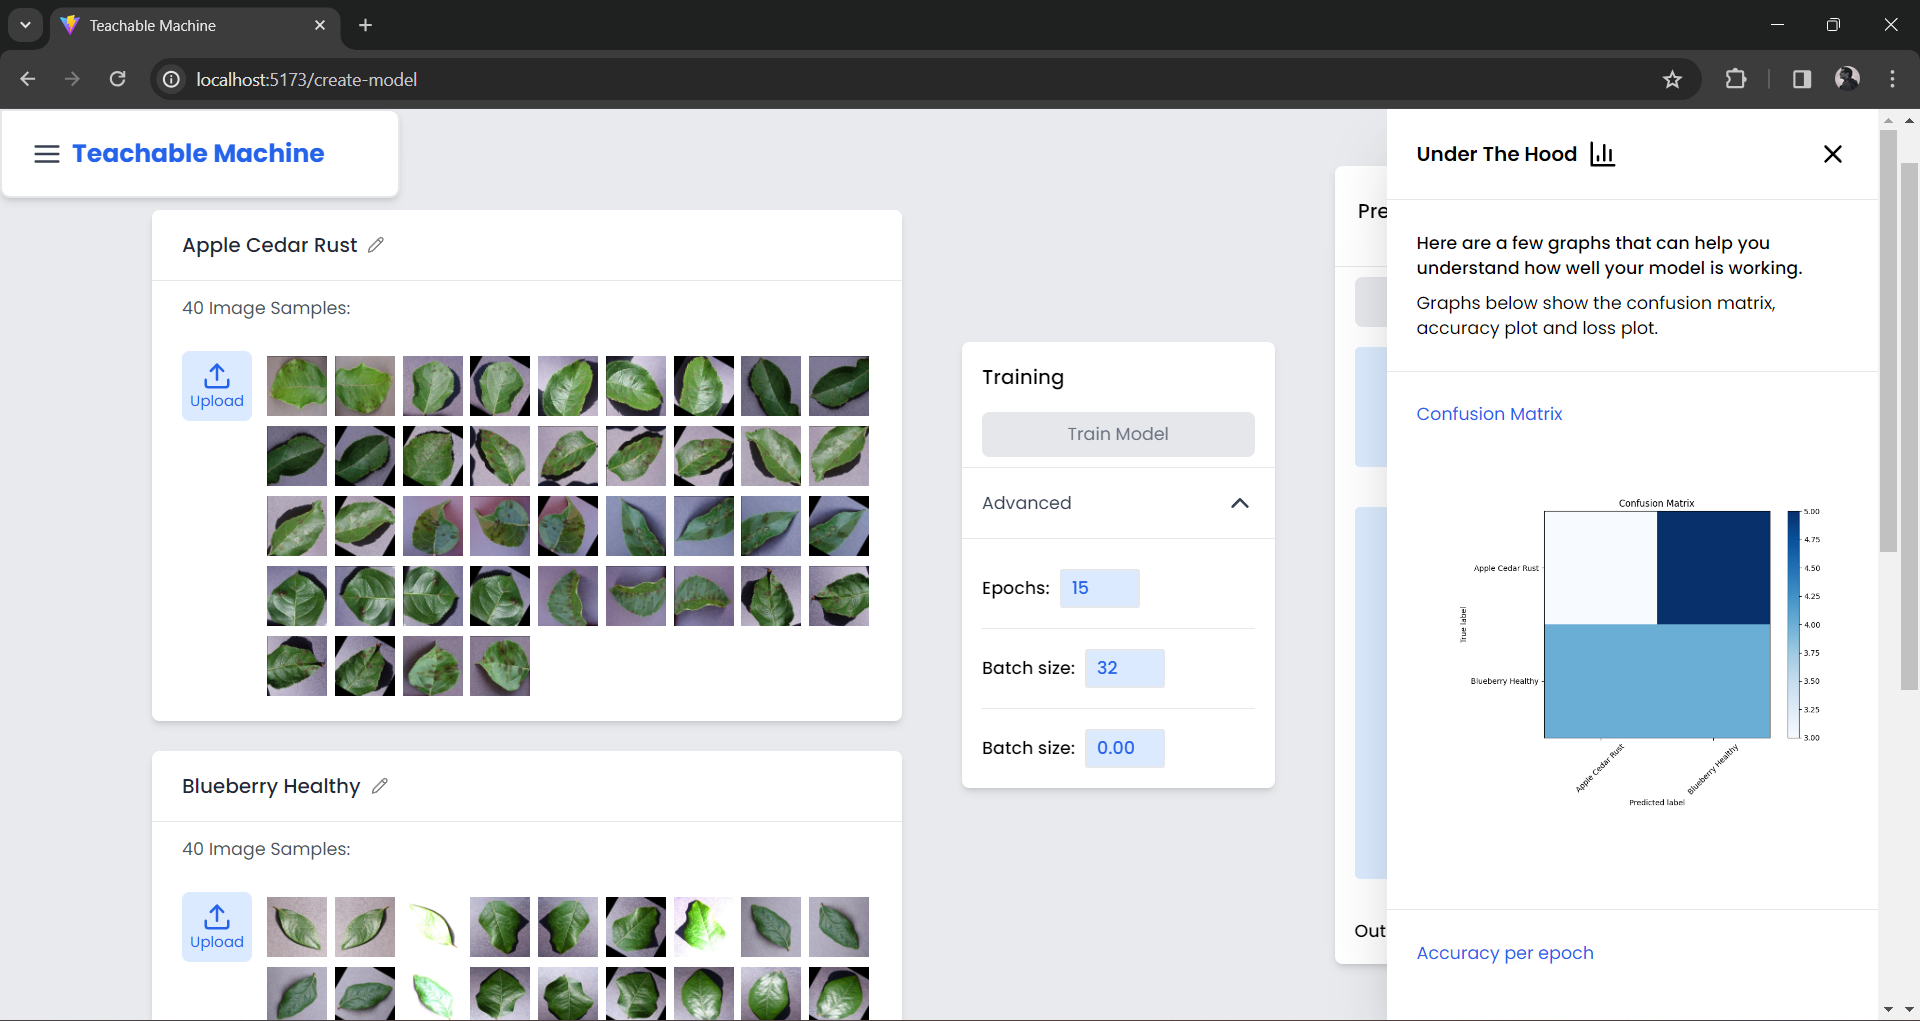 Teachable Machine
localhost:5173/create-model
Teachable Machine
Apple Cedar Rust
40 Image Samples:
Upload
Blueberry Healthy
40 Image Samples:
Upload
Training
Train Model
Advanced
Epochs: 15
Batch size: 32
Batch size: 0.00
Pre
Out
Under The Hood
Here are a few graphs that can help you
understand how well your model is working.
Graphs below show the confusion matrix,
accuracy plot and loss plot.
Confusion Matrix
Confusion Matrix
True label
Apple Cedar Rust
Blueberry Healthy
Apple Cedar Rust
Blueberry Healthy
Predicted label
5.00
4.75
4.50
4.25
4.00
3.75
3.50
3.25
3.00
Accuracy per epoch